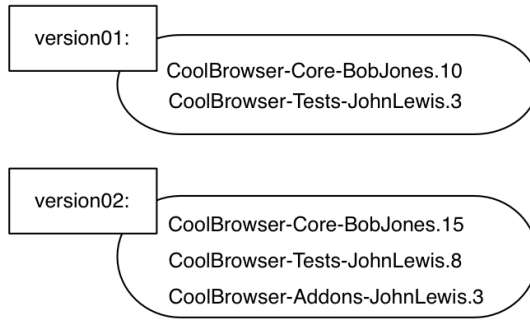 version01:
CoolBrowser-Core-BobJones.10
CoolBrowser-Tests-JohnLewis.3
version02:
CoolBrowser-Core-BobJones.15
CoolBrowser-Tests-JohnLewis.8
CoolBrowser-Addons-JohnLewis.3